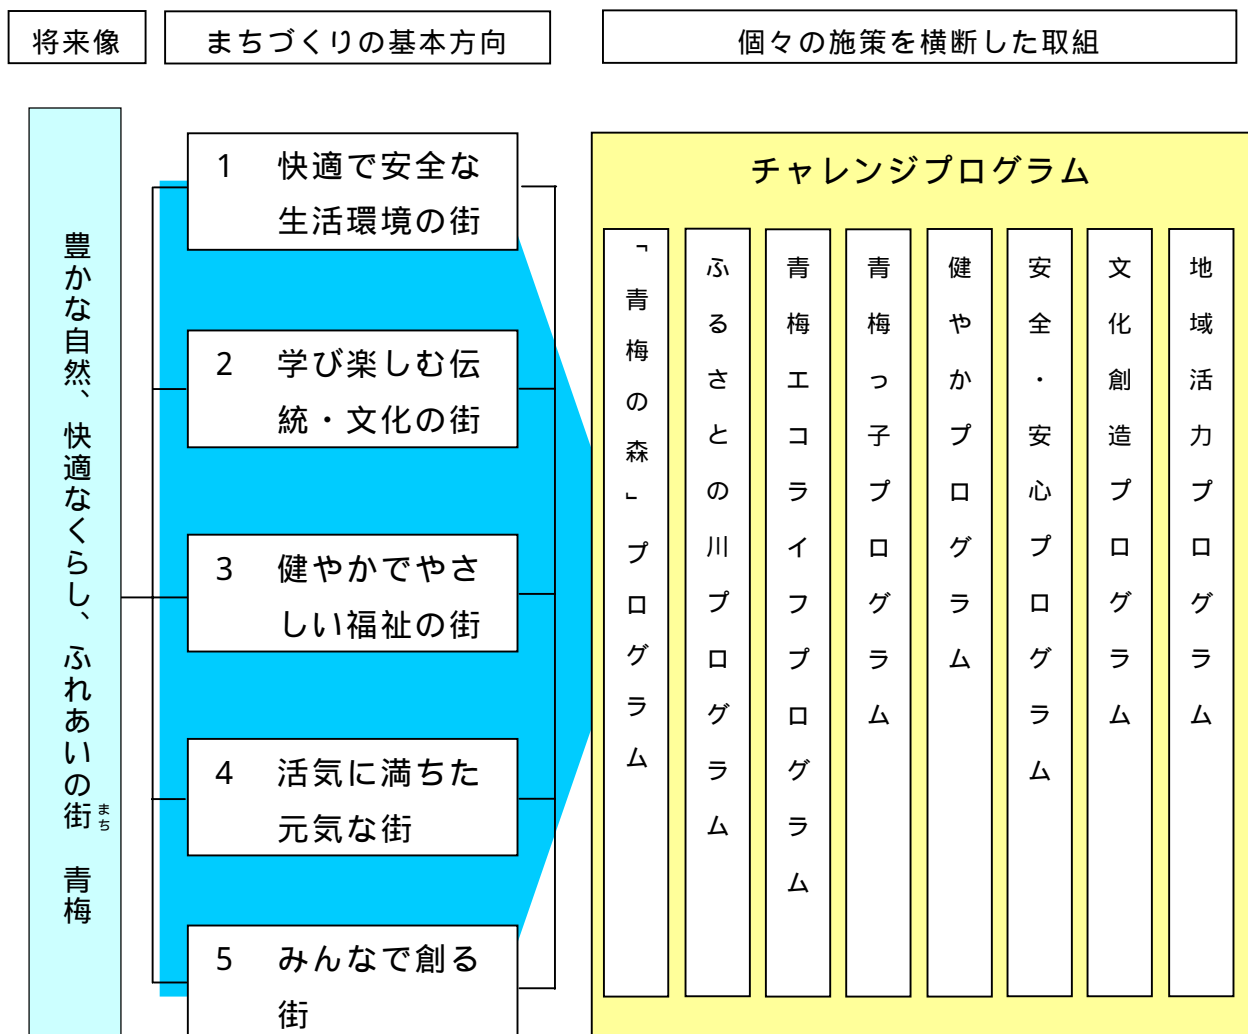 将来像
まちづくりの基本方向
個々の施策を横断した取組
豊かな自然、快適なくらし、ふれあいの街 青梅
まち
1 快適で安全な
生活環境の街
2 学び楽しむ伝
統・文化の街
3 健やかでやさ
しい福祉の街
4 活気に満ちた
元気な街
5 みんなで創る
街
チャレンジプログラム
「青梅の森」プログラム
ふるさとの川プログラム
青梅エコライフプログラム
青梅っ子プログラム
健やかプログラム
安全・安心プログラム
文化創造プログラム
地域活力プログラム